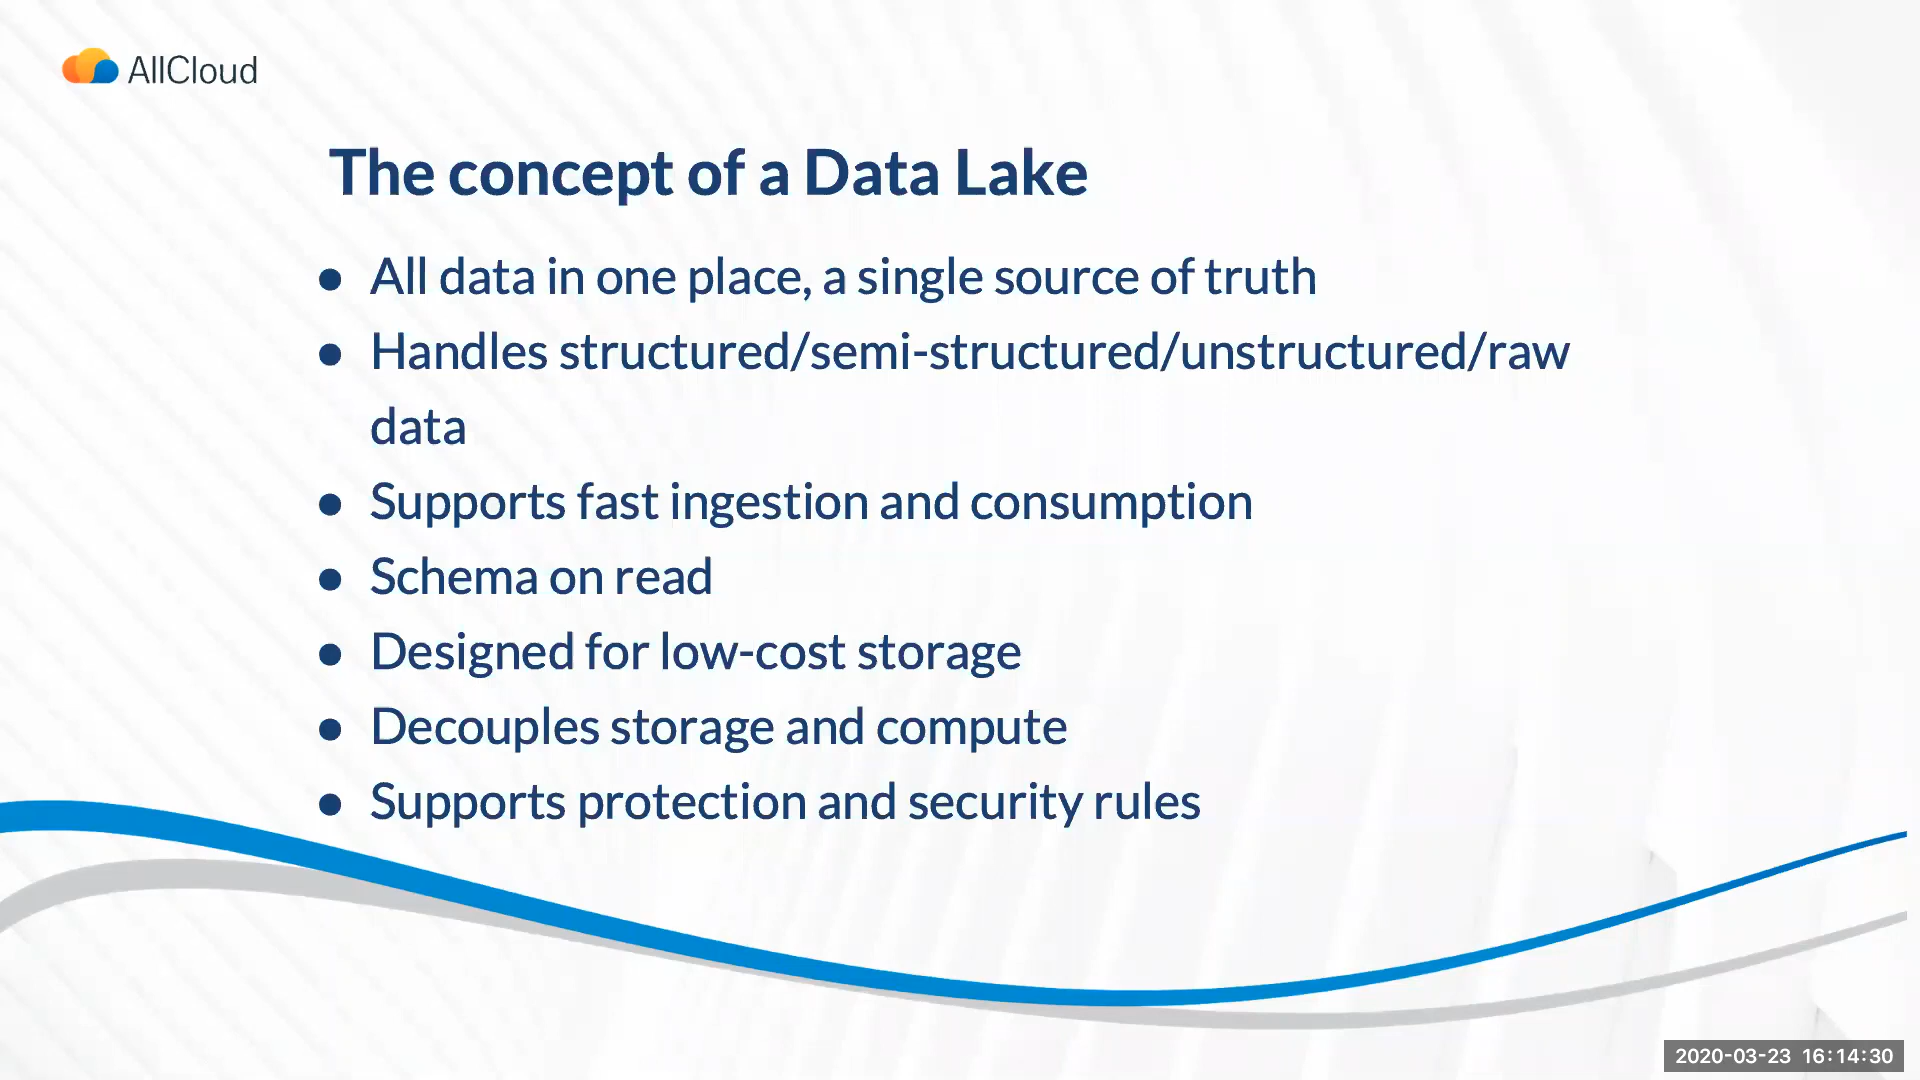 AllCloud
The concept of a Data Lake
● All data in one place, a single source of truth
● Handles structured/semi-structured/unstructured/raw
data
● Supports fast ingestion and consumption
● Schema on read
● Designed for low-cost storage
● Decouples storage and compute
● Supports protection and security rules
2020-03-23 16:14:30